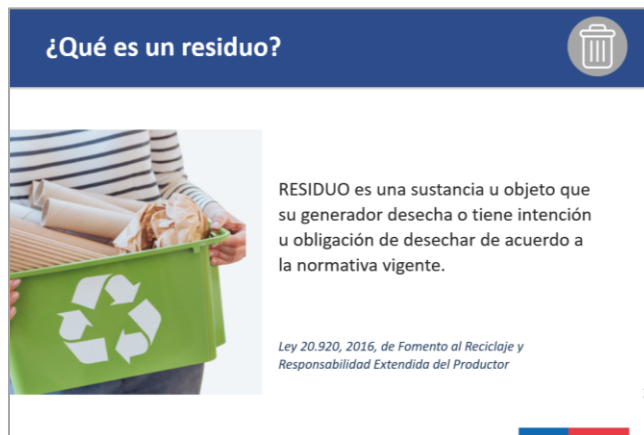 ¿Qué es un residuo?
RESIDUO es una sustancia u objeto que
su generador desecha o tiene intención
u obligación de desechar de acuerdo a
la normativa vigente.
Ley 20.920, 2016, de Fomento al Reciclaje y
Responsabilidad Extendida del Productor